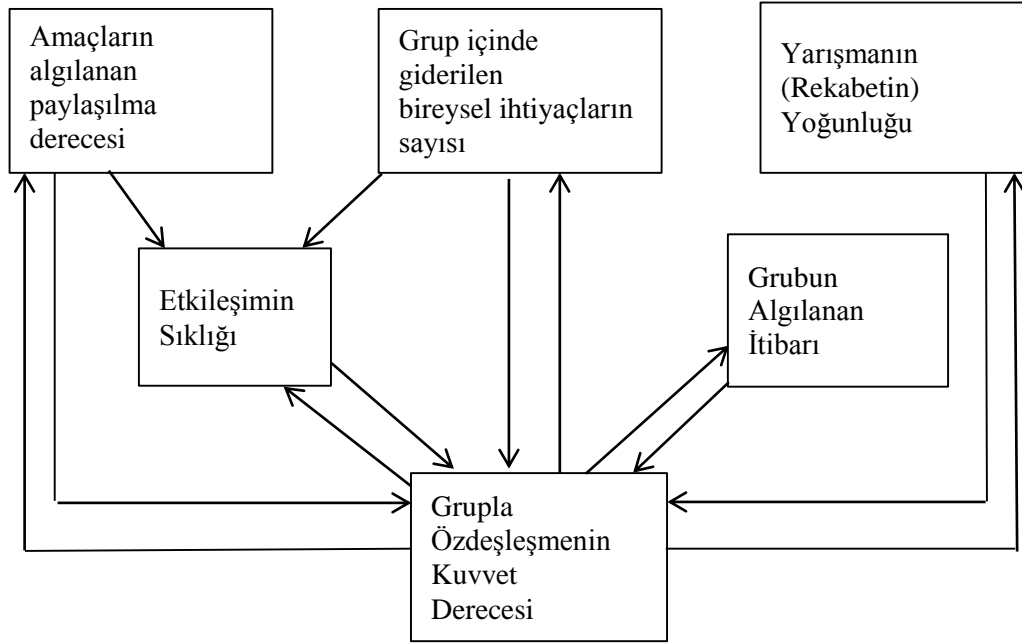 Amaçların
algılanan
paylaşılma
derecesi
Grup içinde
giderilen
bireysel ihtiyaçların
sayısı
Yarışmanın
(Rekabetin)
Yoğunluğu
Etkileşimin
Sıklığı
Grubun
Algılanan
İtibarı
Grupla
Özdeşleşmenin
Kuvvet
Derecesi